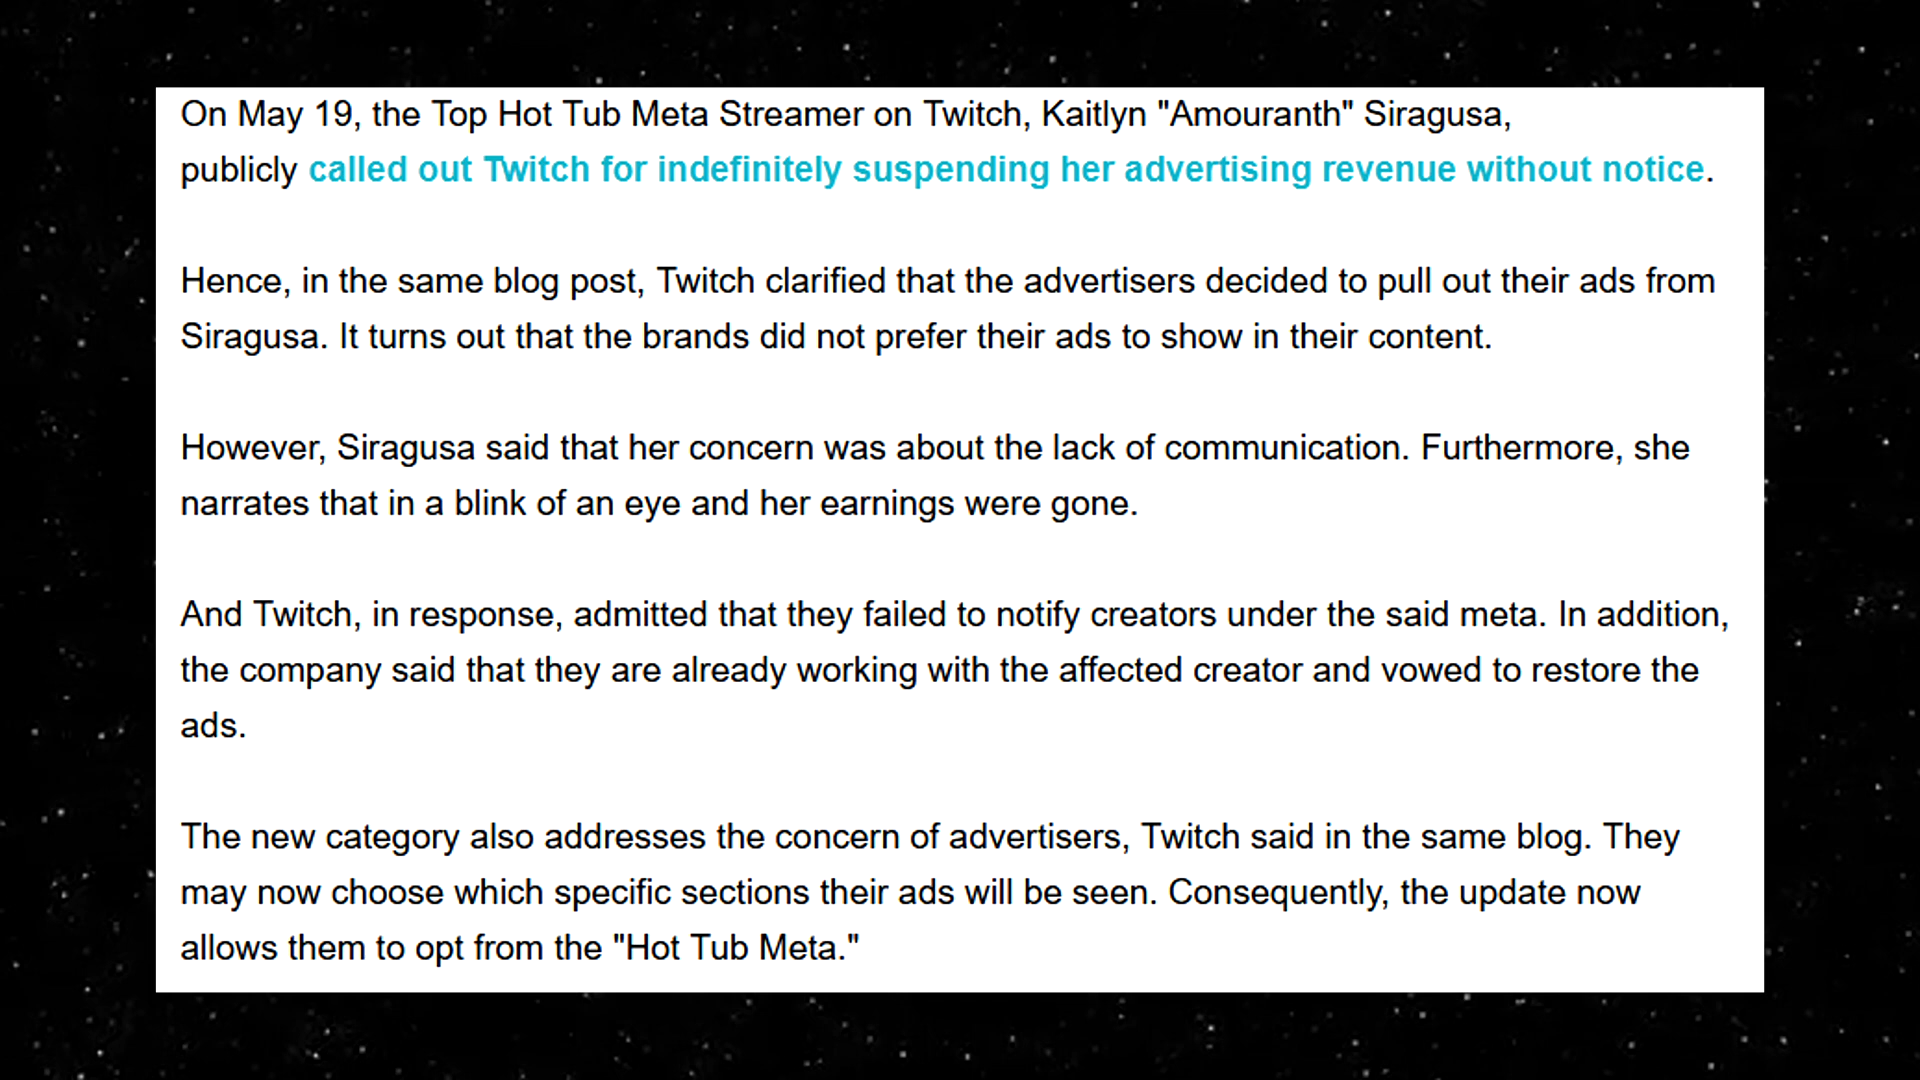 On May 19, the Top Hot Tub Meta Streamer on Twitch, Kaitlyn "Amouranth" Siragusa,
publicly called out Twitch for indefinitely suspending her advertising revenue without notice.
Hence, in the same blog post, Twitch clarified that the advertisers decided to pull out their ads from
Siragusa. It turns out that the brands did not prefer their ads to show in their content.
However, Siragusa said that her concern was about the lack of communication. Furthermore, she
narrates that in a blink of an eye and her earnings were gone.
And Twitch, in response, admitted that they failed to notify creators under the said meta. In addition,
the company said that they are already working with the affected creator and vowed to restore the
ads.
The new category also addresses the concern of advertisers, Twitch said in the same blog. They
may now choose which specific sections their ads will be seen. Consequently, the update now
allows them to opt from the "Hot Tub Meta."